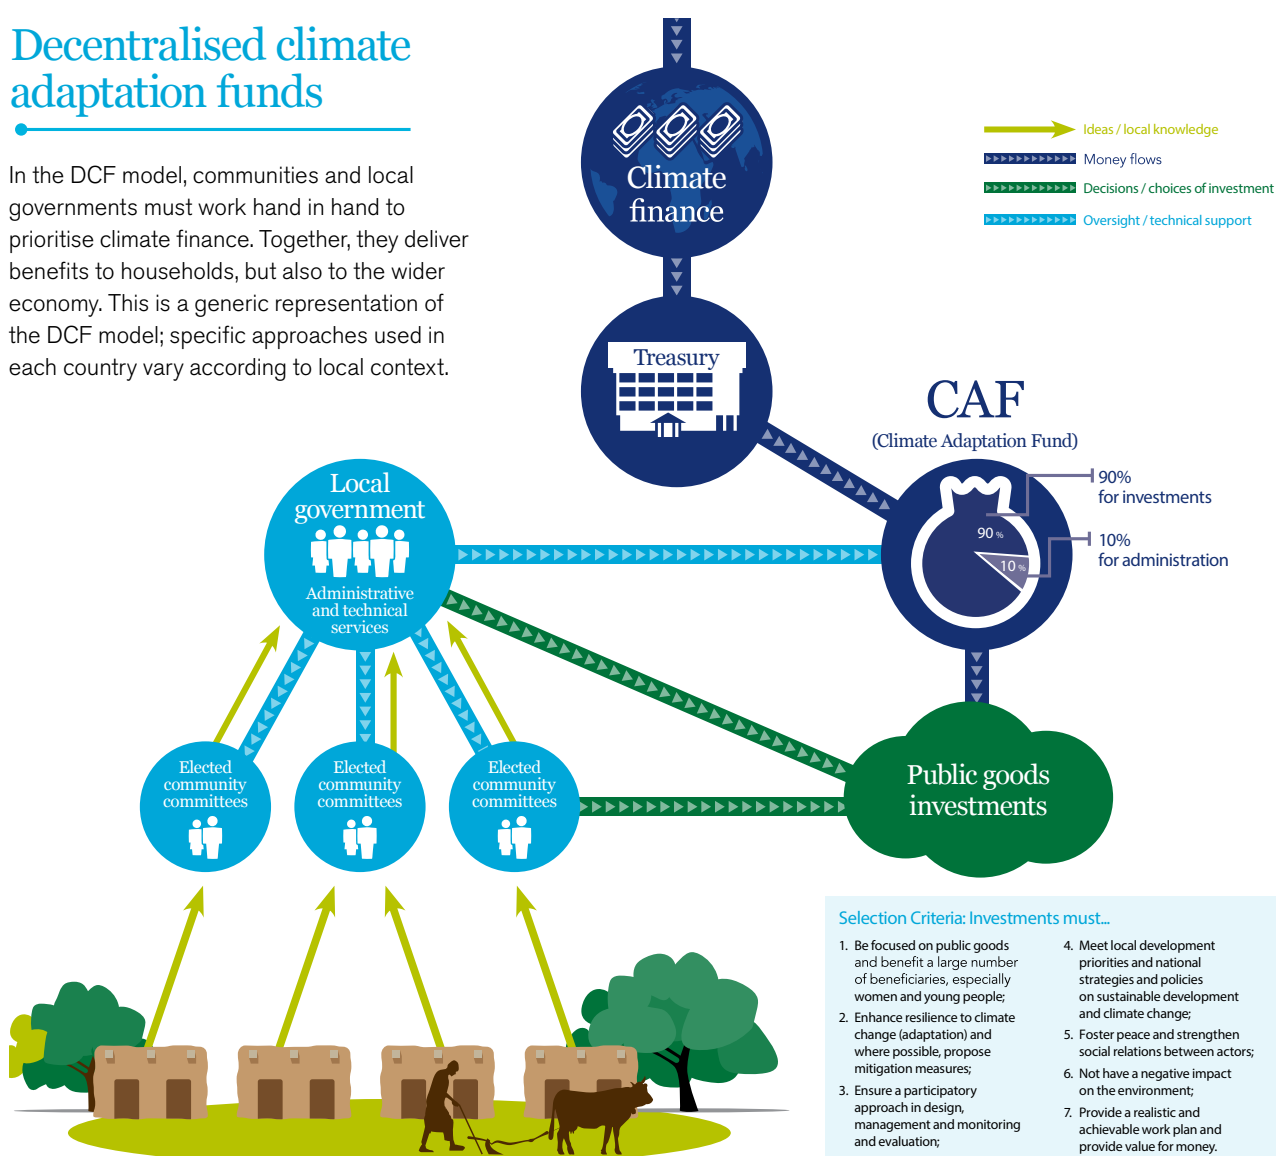 Decentralised climate
adaptation funds
In the DCF model, communities and local
governments must work hand in hand to
prioritise climate finance. Together, they deliver
benefits to households, but also to the wider
economy. This is a generic representation of
the DCF model; specific approaches used in
each country vary according to local context.
Climate
finance
Ideas / local knowledge
Money flows
Decisions / choices of investment
Oversight / technical support
Treasury
CAF
(Climate Adaptation Fund)
90%
for investments
90 %
10%
for administration
10 %
Local
government
Administrative
and technical
services
Elected
community
committees
Elected
community
committees
Elected
community
committees
Public goods
investments
Selection Criteria: Investments must...
1. Be focused on public goods
and benefit a large number
of beneficiaries, especially
women and young people;
2. Enhance resilience to climate
change (adaptation) and
where possible, propose
mitigation measures;
3. Ensure a participatory
approach in design,
management and monitoring
and evaluation;
4. Meet local development
priorities and national
strategies and policies
on sustainable development
and climate change;
5. Foster peace and strengthen
social relations between actors;
6. Not have a negative impact
on the environment;
7. Provide a realistic and
achievable work plan and
provide value for money.